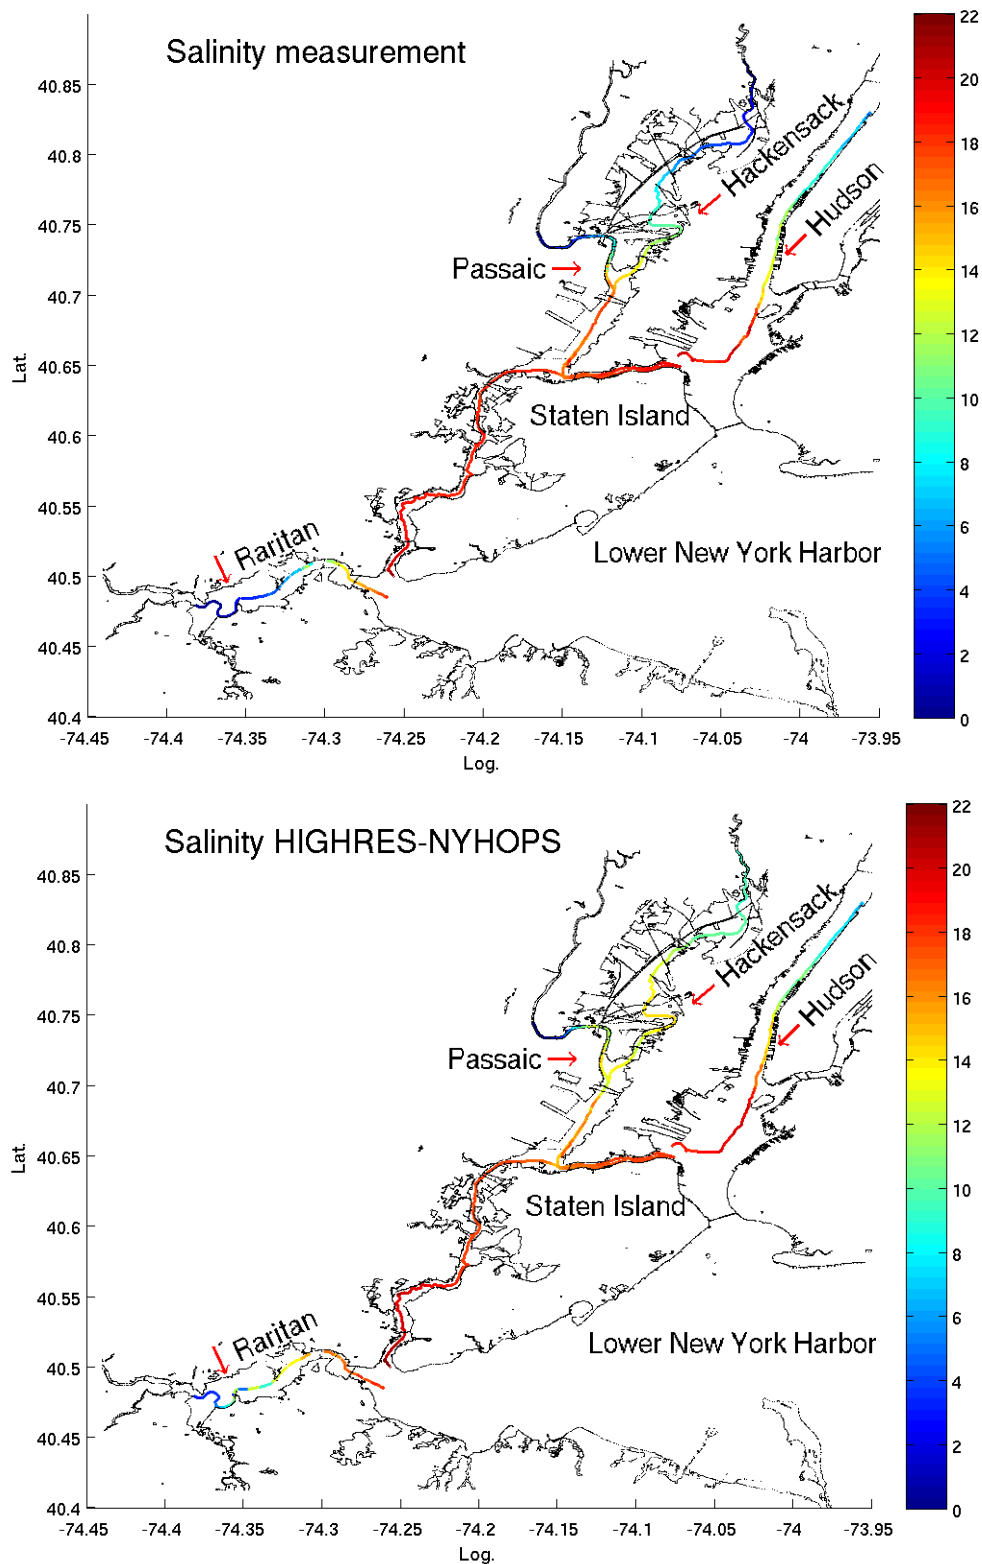 Salinity measurement
22
20
18
16
14
12
10
8
6
4
2
0
40.85
40.8
40.75
40.7
40.65
40.6
40.55
40.5
40.45
40.4
Lat.
Hackensack
Hudson
Passaic
Staten Island
Raritan
Lower New York Harbor
-74.45 -74.4 -74.35 -74.3 -74.25 -74.2 -74.15 -74.1 -74.05 -74 -73.95
Log.
Salinity HIGHRES-NYHOPS
22
20
18
16
14
12
10
8
6
4
2
0
40.85
40.8
40.75
40.7
40.65
40.6
40.55
40.5
40.45
40.4
Lat.
Hackensack
Hudson
Passaic
Staten Island
Raritan
Lower New York Harbor
-74.45 -74.4 -74.35 -74.3 -74.25 -74.2 -74.15 -74.1 -74.05 -74 -73.95
Log.